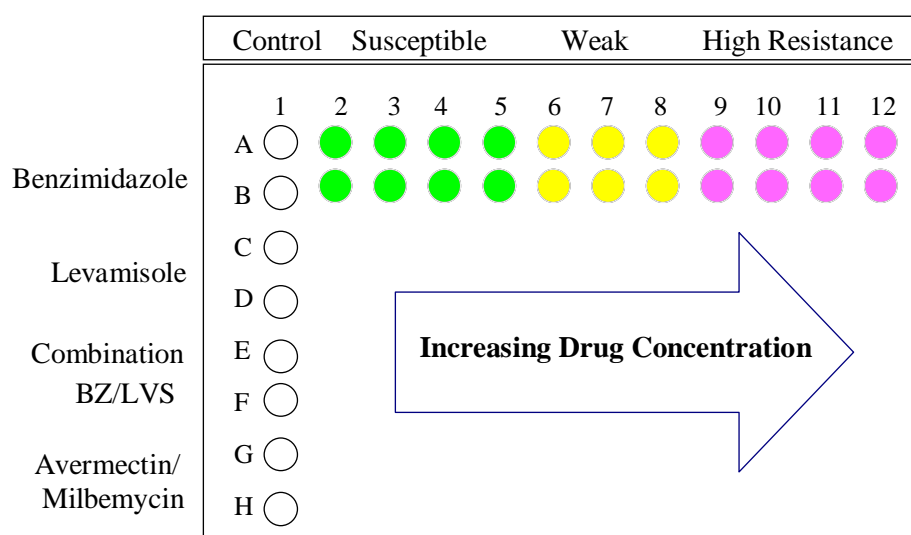 Control Susceptible Weak High Resistance
1 2 3 4 5 6 7 8 9 10 11 12
A
Benzimidazole
B
C
Levamisole
D
Combination
BZ/LVS
E
F
Increasing Drug Concentration
G
Avermectin/
Milbemycin
H